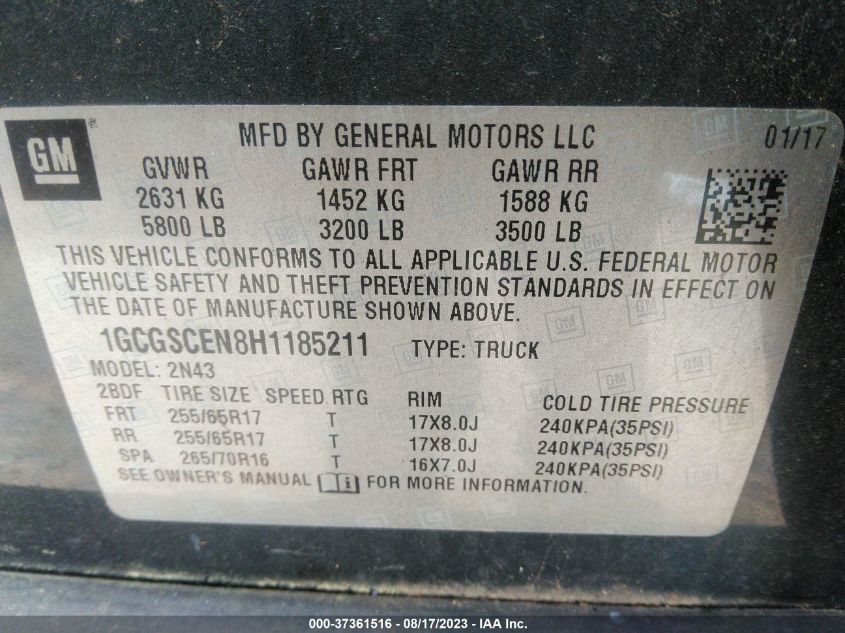 GM ® MFD BY GENERAL MOTORS LLC 01/17
GVWR GAWR FRT GAWR RR
2631 KG 1452 KG 1588 KG
5800 LB 3200 LB 3500 LB
THIS VEHICLE CONFORMS TO ALL APPLICABLE U.S. FEDERAL MOTOR
VEHICLE SAFETY AND THEFT PREVENTION STANDARDS IN EFFECT ON
THE DATE OF MANUFACTURE SHOWN ABOVE.
1GCGSCEN8H1185211 TYPE: TRUCK
MODEL: 2N43
2BDF TIRE SIZE SPEED RTG RIM COLD TIRE PRESSURE
FRT 255/65R17 T 17X8.0J 240KPA(35PSI)
RR 255/65R17 T 17X8.0J 240KPA(35PSI)
SPA 265/70R16 T 16X7.0J 240KPA(35PSI)
SEE OWNER'S MANUAL FOR MORE INFORMATION.
000-37361516 - 08/17/2023 - IAA Inc.